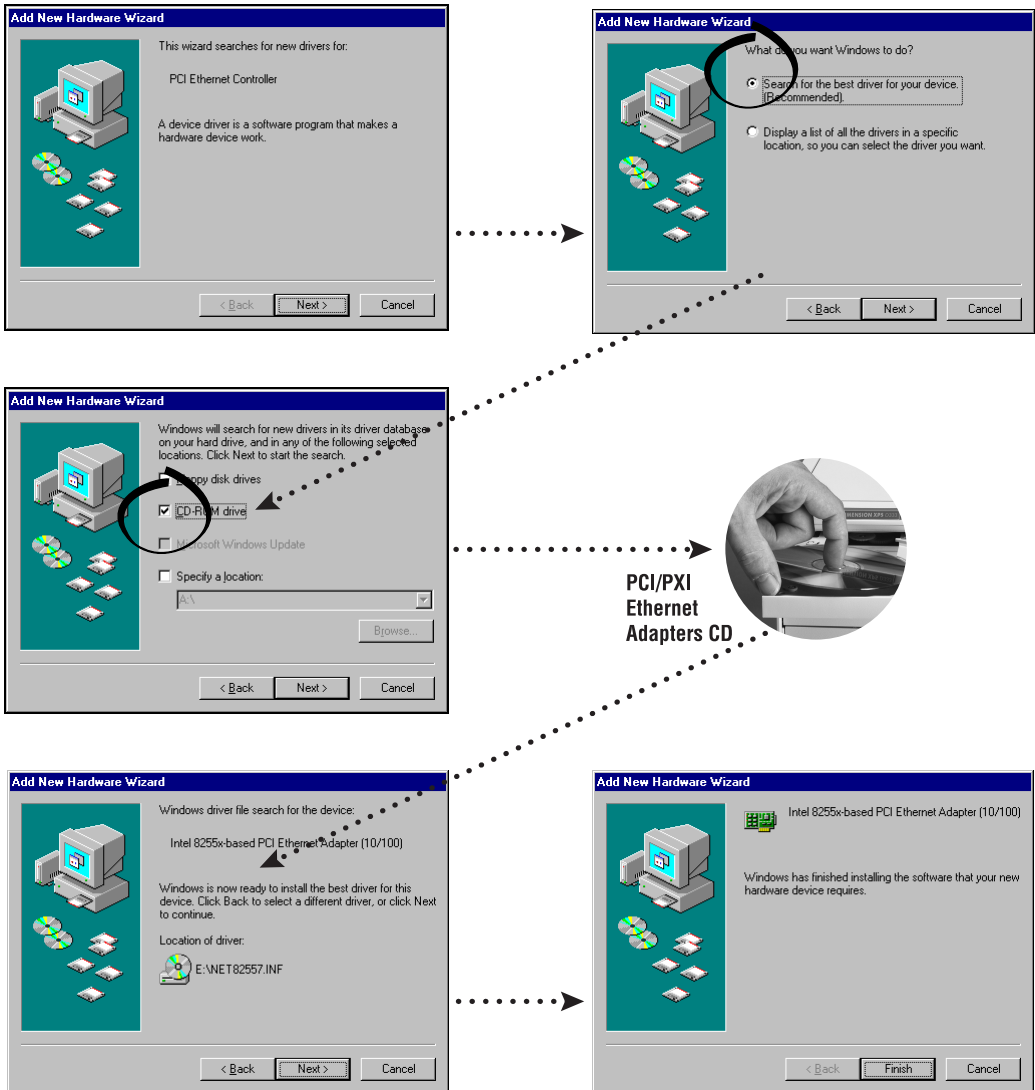 Add New Hardware Wizard
This wizard searches for new drivers for:
PCI Ethernet Controller
A device driver is a software program that makes a
hardware device work.
< Back
Next >
Cancel
Add New Hardware Wizard
What do you want Windows to do?
Search for the best driver for your device.
(Recommended).
Display a list of all the drivers in a specific
location, so you can select the driver you want.
< Back
Next >
Cancel
Add New Hardware Wizard
Windows will search for new drivers in its driver database
on your hard drive, and in any of the following selected
locations. Click Next to start the search.
Floppy disk drives
CD-ROM drive
Microsoft Windows Update
Specify a location:
A:\
Browse...
< Back
Next >
Cancel
DIMENSION XPS
PCI/PXI
Ethernet
Adapters CD
Add New Hardware Wizard
Windows driver file search for the device:
Intel 8255x-based PCI Ethernet Adapter (10/100)
Windows is now ready to install the best driver for this
device. Click Back to select a different driver, or click Next
to continue.
Location of driver:
E:\NET82557.INF
< Back
Next >
Cancel
Add New Hardware Wizard
Intel 8255x-based PCI Ethernet Adapter (10/100)
Windows has finished installing the software that your new
hardware device requires.
< Back
Finish
Cancel